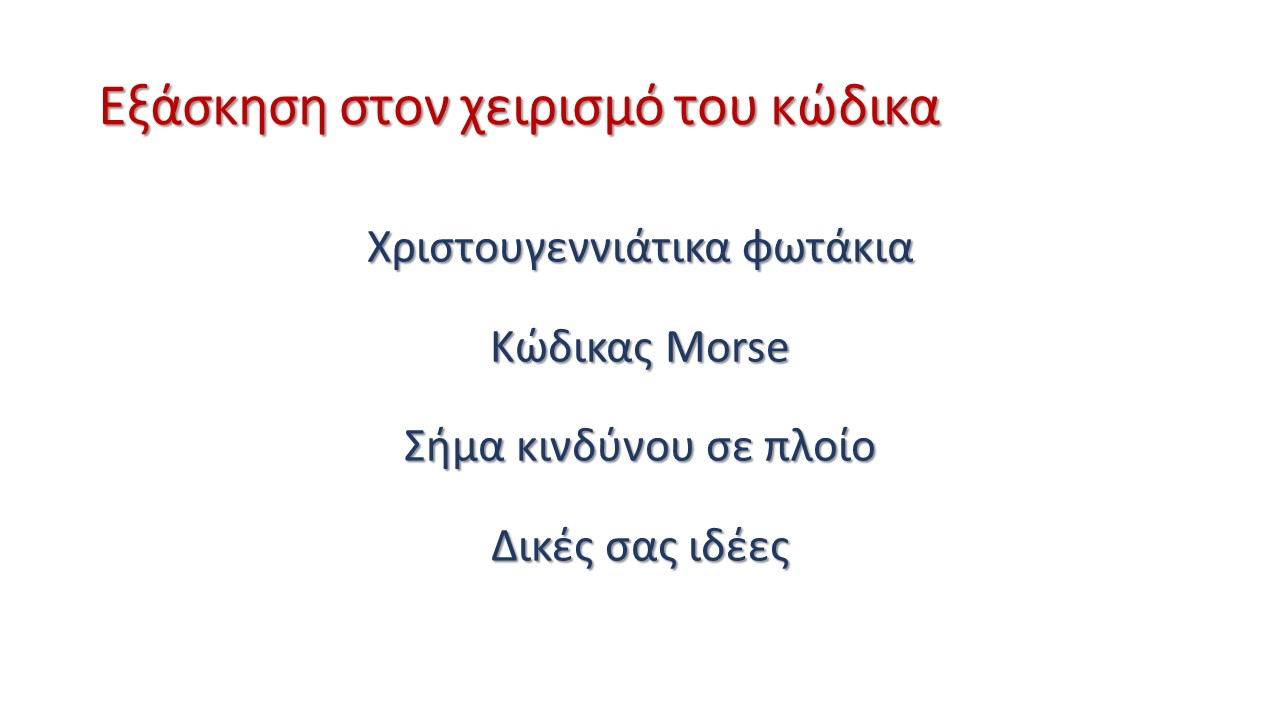 Εξάσκηση στον χειρισμό του κώδικα
Χριστουγεννιάτικα φωτάκια
Κώδικας Morse
Σήμα κινδύνου σε πλοίο
Δικές σας ιδέες